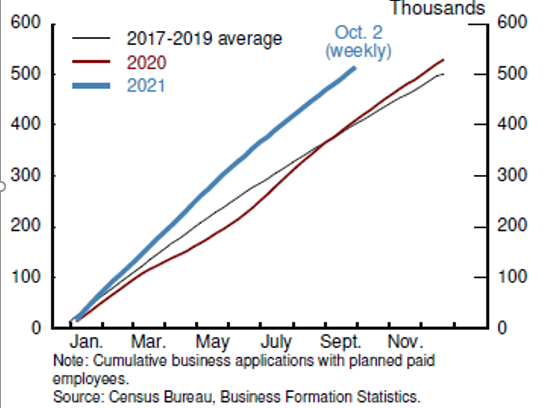 Thousands
600
500
400
300
200
100
0
600
500
400
300
200
100
0
2017-2019 average
2020
2021
Oct. 2
(weekly)
Jan. Mar. May July Sept. Nov.
Note: Cumulative business applications with planned paid
employees.
Source: Census Bureau, Business Formation Statistics.